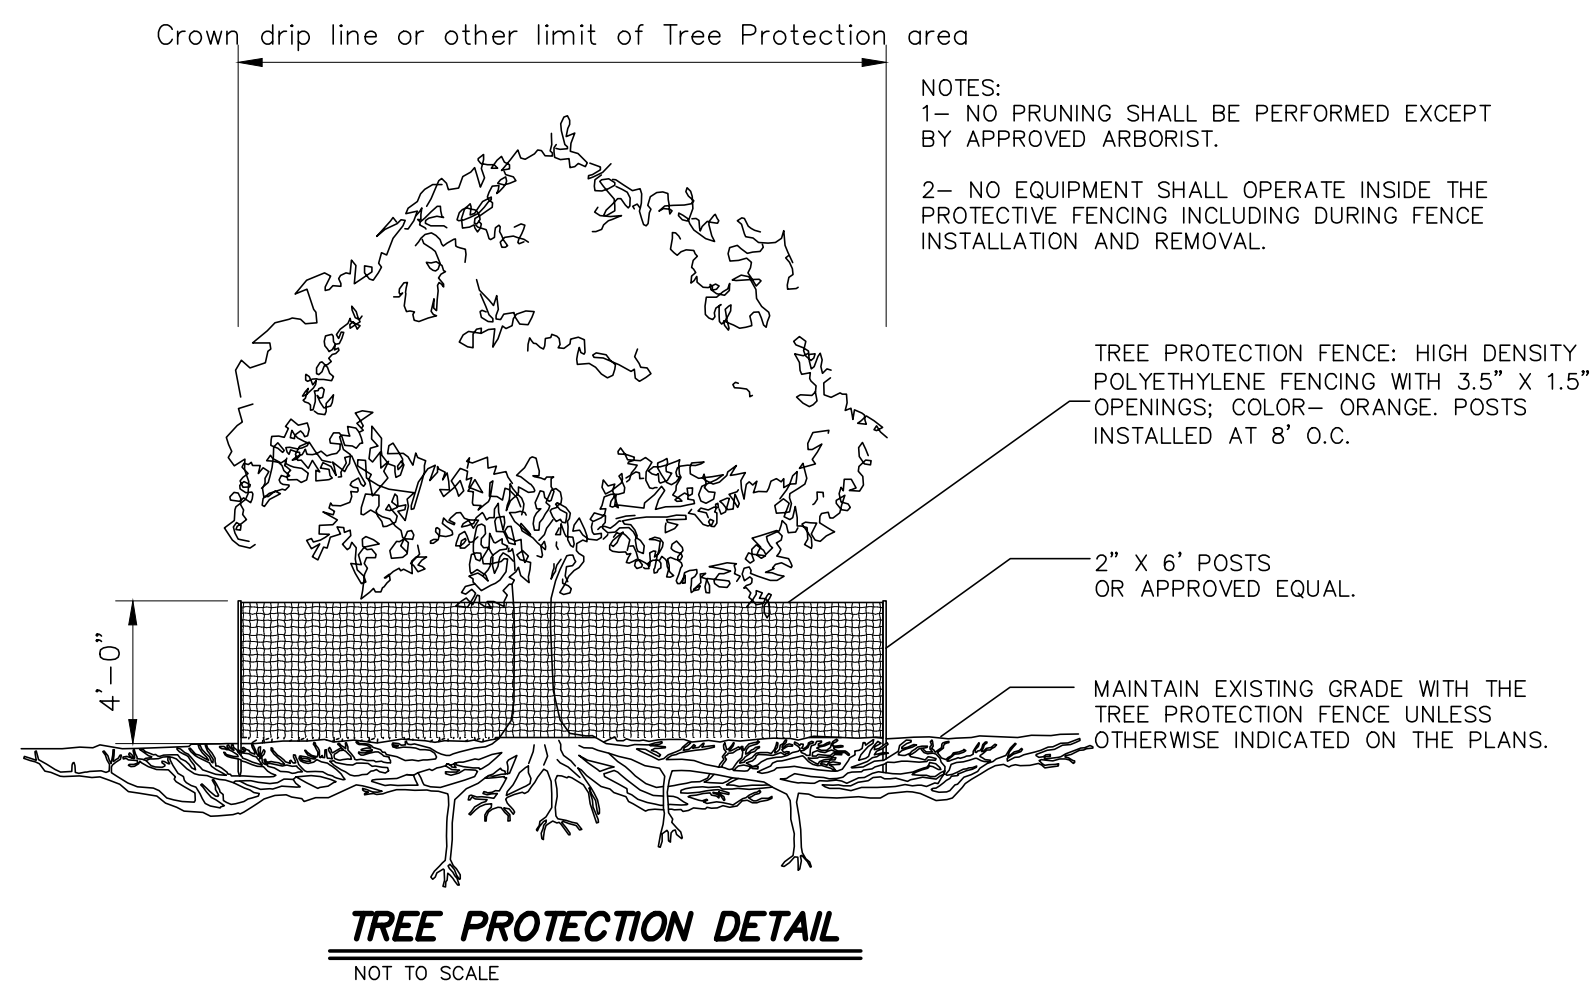 Crown drip line or other limit of Tree Protection area
NOTES:
1– NO PRUNING SHALL BE PERFORMED EXCEPT
BY APPROVED ARBORIST.
2– NO EQUIPMENT SHALL OPERATE INSIDE THE
PROTECTIVE FENCING INCLUDING DURING FENCE
INSTALLATION AND REMOVAL.
TREE PROTECTION FENCE: HIGH DENSITY
POLYETHYLENE FENCING WITH 3.5” X 1.5”
OPENINGS; COLOR– ORANGE. POSTS
INSTALLED AT 8’ O.C.
2” X 6’ POSTS
OR APPROVED EQUAL.
4’–0”
MAINTAIN EXISTING GRADE WITH THE
TREE PROTECTION FENCE UNLESS
OTHERWISE INDICATED ON THE PLANS.
TREE PROTECTION DETAIL
NOT TO SCALE